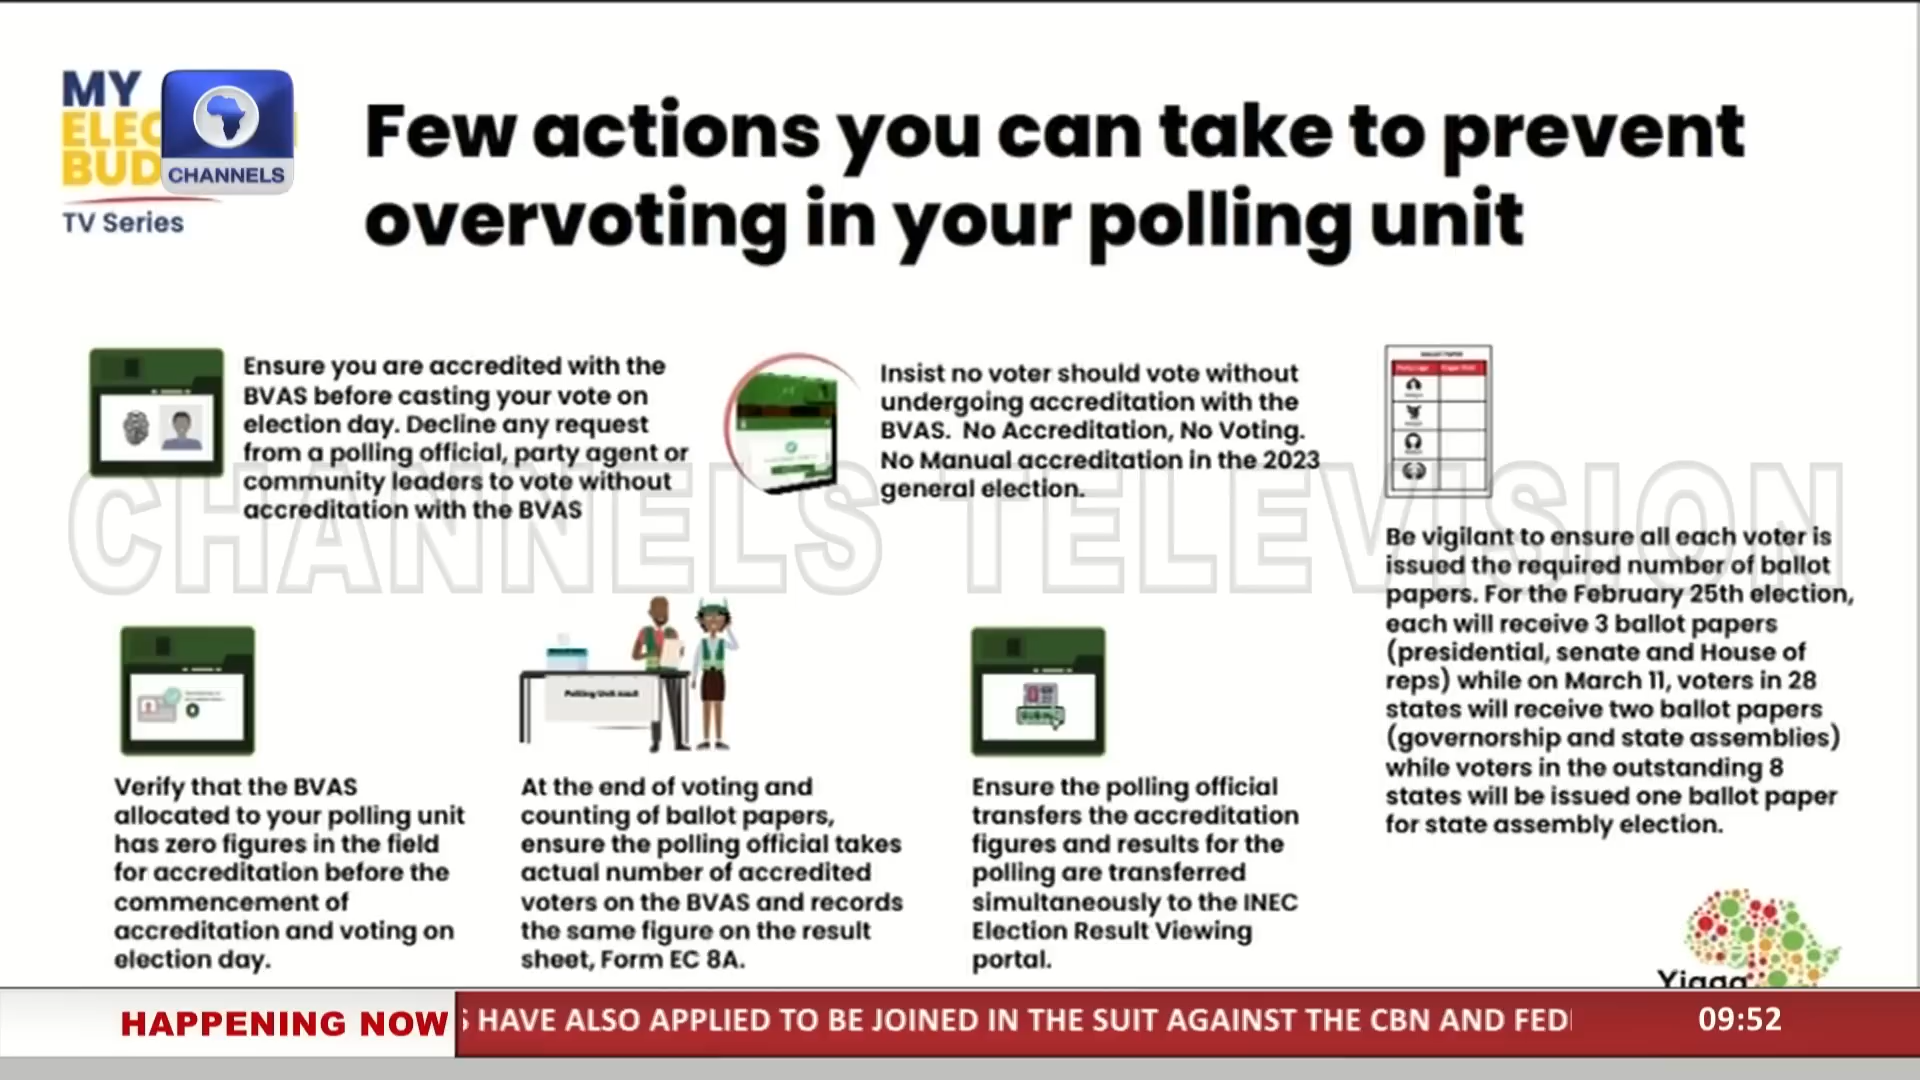 MY
ELEC
BUD
TV Series
CHANNELS
Few actions you can take to prevent
overvoting in your polling unit
Ensure you are accredited with the
BVAS before casting your vote on
election day. Decline any request
from a polling official, party agent or
community leaders to vote without
accreditation with the BVAS
Insist no voter should vote without
undergoing accreditation with the
BVAS. No Accreditation, No Voting.
No Manual accreditation in the 2023
general election.
Be vigilant to ensure all each voter is
issued the required number of ballot
papers. For the February 25th election,
each will receive 3 ballot papers
(presidential, senate and House of
reps) while on March 11, voters in 28
states will receive two ballot papers
(governorship and state assemblies)
while voters in the outstanding 8
states will be issued one ballot paper
for state assembly election.
CHANNELS TELEVISION
Verify that the BVAS
allocated to your polling unit
has zero figures in the field
for accreditation before the
commencement of
accreditation and voting on
election day.
Polling Unit
At the end of voting and
counting of ballot papers,
ensure the polling official takes
actual number of accredited
voters on the BVAS and records
the same figure on the result
sheet, Form EC 8A.
Ensure the polling official
transfers the accreditation
figures and results for the
polling are transferred
simultaneously to the INEC
Election Result Viewing
portal.
Yiaga
HAPPENING NOW
S HAVE ALSO APPLIED TO BE JOINED IN THE SUIT AGAINST THE CBN AND FED
09:52